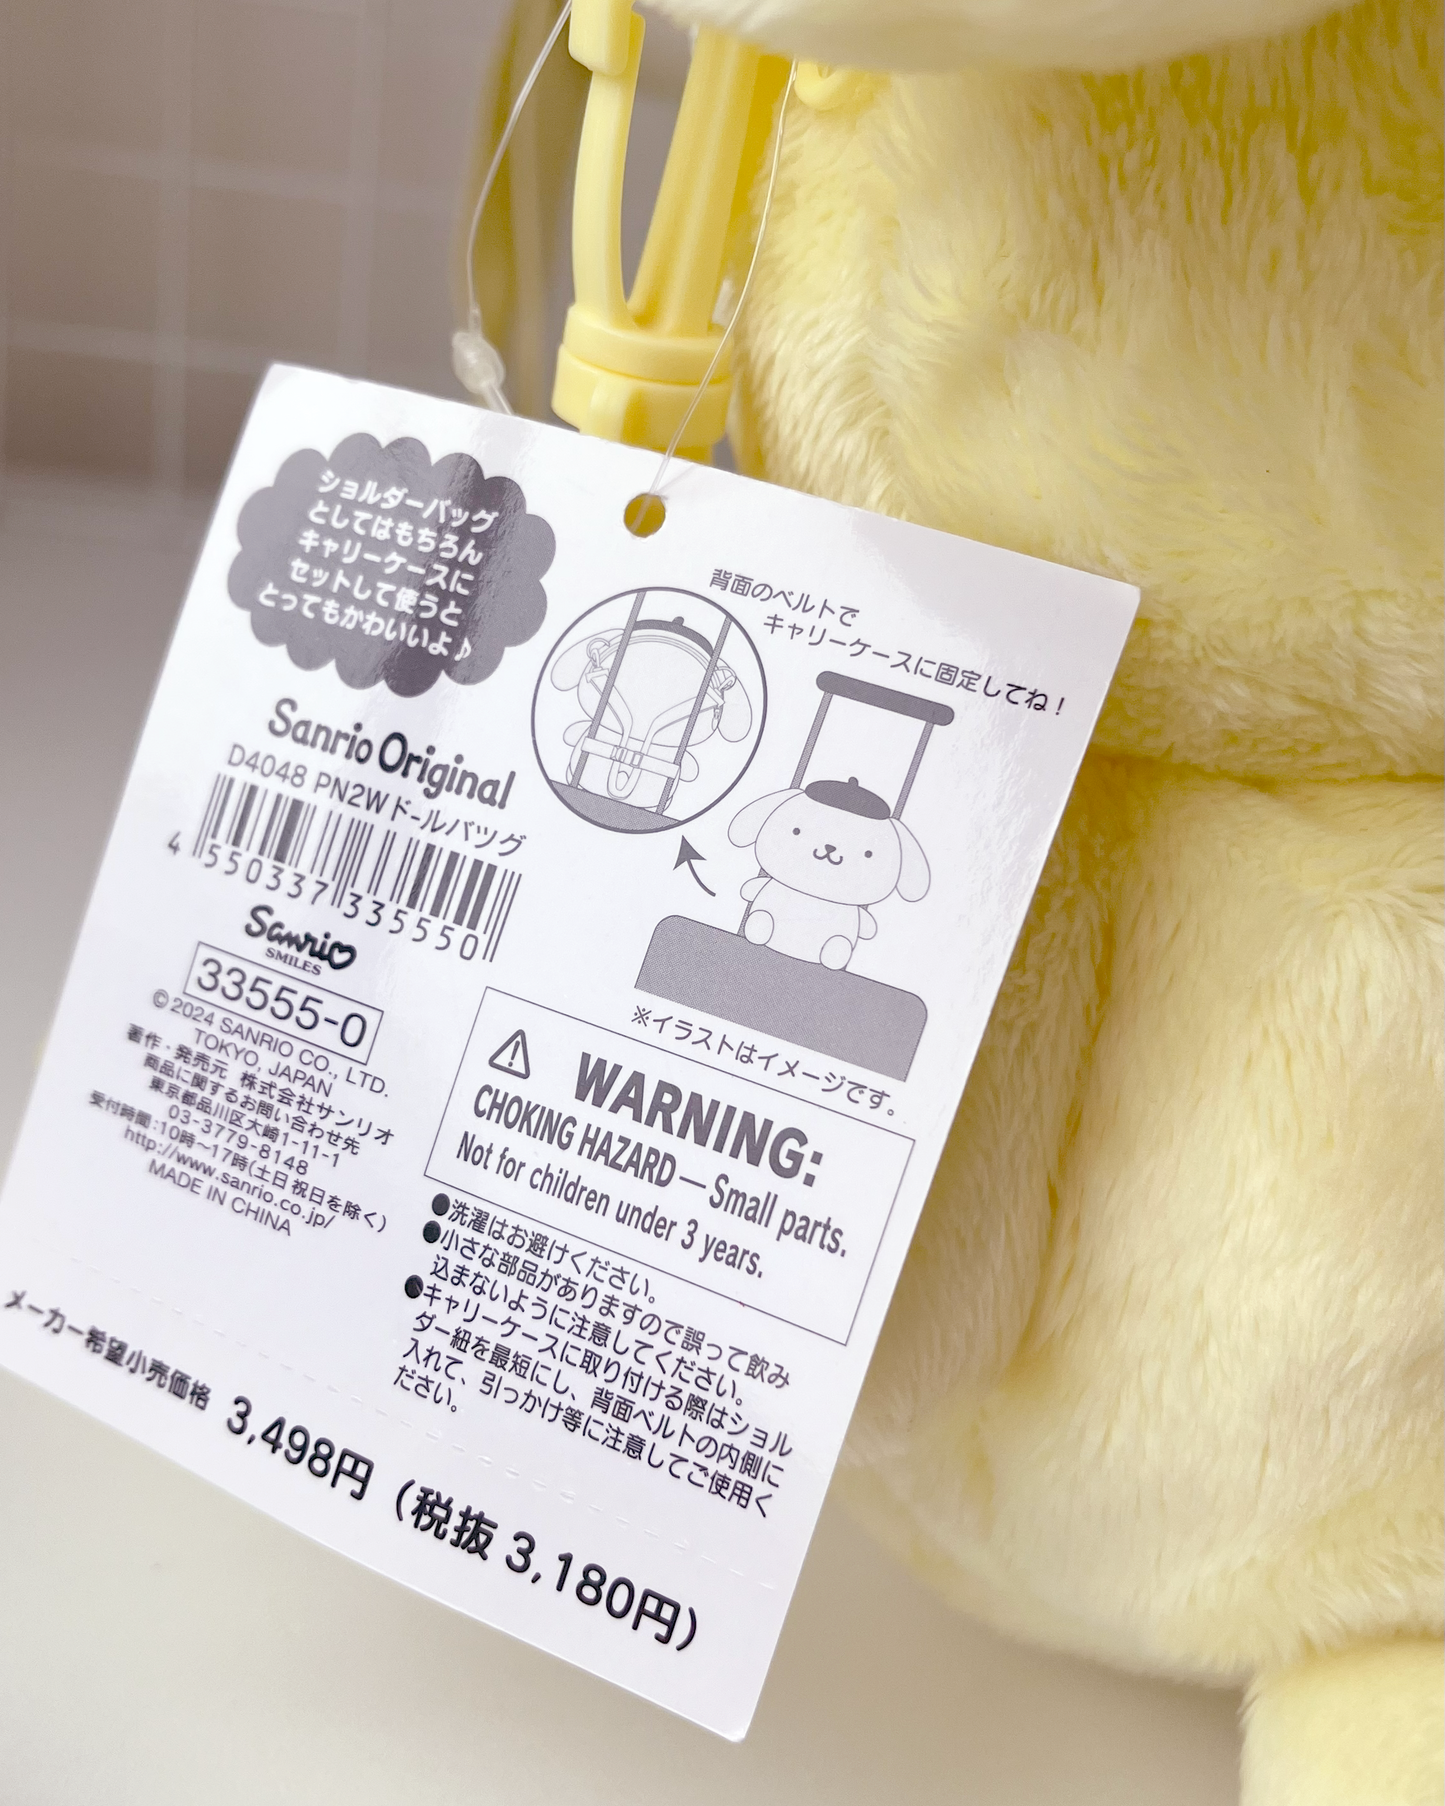 ショルダーバッグ
としてはもちろん
キャリーケースに
セットして使うと
とってもかわいいよ♪
背面のベルトで
キャリーケースに固定してね!
Sanrio Original
D4048 PN2Wドールバッグ
4 550337 335550
Sanrio
SMILES
33555-0
© 2024 SANRIO CO., LTD.
TOKYO, JAPAN
著作・発売元 株式会社サンリオ
商品に関するお問い合わせ先
東京都品川区大崎1-11-1
03-3779-8148
受付時間:10時~17時(土日祝日を除く)
http://www.sanrio.co.jp/
MADE IN CHINA
※イラストはイメージです。
WARNING:
CHOKING HAZARD — Small parts.
Not for children under 3 years.
●洗濯はお避けください。
●小さな部品がありますので誤って飲み
込まないように注意してください。
●キャリーケースに取り付ける際はショル
ダー紐を最短にし、背面ベルトの内側に
入れて、引っかけ等に注意してご使用く
ださい。
メーカー希望小売価格 3,498円(税抜 3,180円)